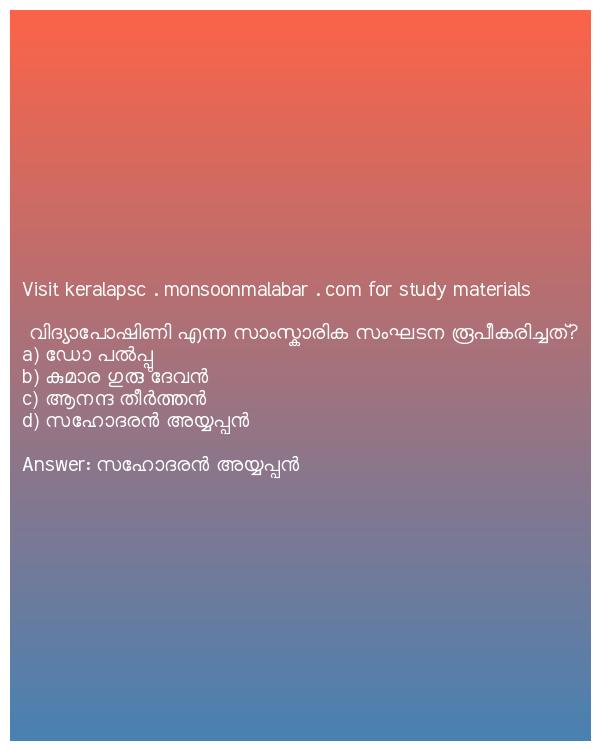 Visit keralapsc . monsoonmalabar . com for study materials
വിദ്യാപോഷിണി എന്ന സാംസ്കാരിക സംഘടന രൂപീകരിച്ചത്?
a) ഡോ പൽപ്പു
b) കുമാര ഗുരു ദേവൻ
c) ആനന്ദ തീർത്തൻ
d) സഹോദരൻ അയ്യപ്പൻ
Answer: സഹോദരൻ അയ്യപ്പൻ